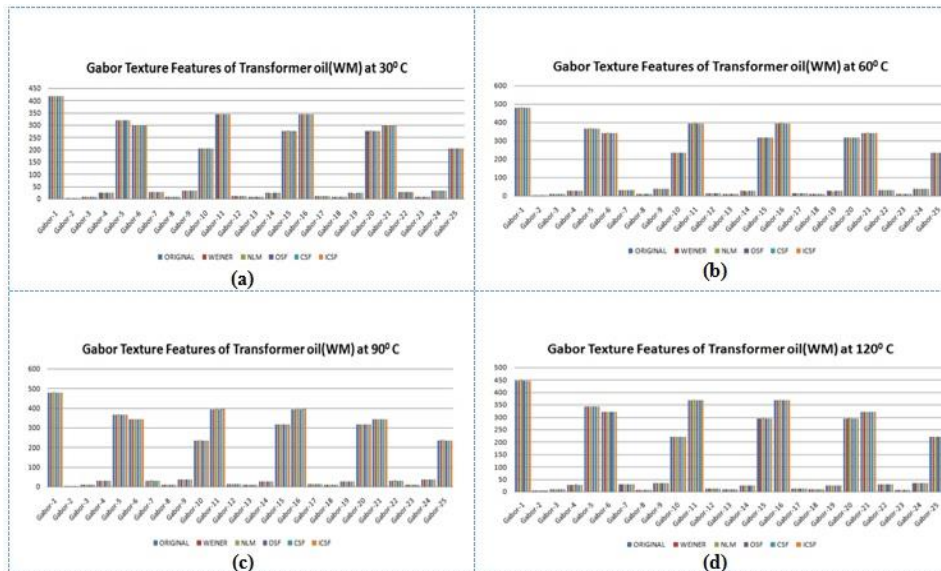 Gabor Texture Features of Transformer oil(WM) at 30⁰ C
450
400
350
300
250
200
150
100
50
0
Gabor-1 Gabor-2 Gabor-3 Gabor-4 Gabor-5 Gabor-6 Gabor-7 Gabor-8 Gabor-9 Gabor-10 Gabor-11 Gabor-12 Gabor-13 Gabor-14 Gabor-15 Gabor-16 Gabor-17 Gabor-18 Gabor-19 Gabor-20 Gabor-21 Gabor-22 Gabor-23 Gabor-24 Gabor-25
ORIGINAL WEINER NLM OSF CSF ICSF
(a)
Gabor Texture Features of Transformer oil(WM) at 60⁰ C
600
500
400
300
200
100
0
Gabor-1 Gabor-2 Gabor-3 Gabor-4 Gabor-5 Gabor-6 Gabor-7 Gabor-8 Gabor-9 Gabor-10 Gabor-11 Gabor-12 Gabor-13 Gabor-14 Gabor-15 Gabor-16 Gabor-17 Gabor-18 Gabor-19 Gabor-20 Gabor-21 Gabor-22 Gabor-23 Gabor-24 Gabor-25
ORIGINAL WEINER NLM OSF CSF ICSF
(b)
Gabor Texture Features of Transformer oil(WM) at 90⁰ C
600
500
400
300
200
100
0
Gabor-1 Gabor-2 Gabor-3 Gabor-4 Gabor-5 Gabor-6 Gabor-7 Gabor-8 Gabor-9 Gabor-10 Gabor-11 Gabor-12 Gabor-13 Gabor-14 Gabor-15 Gabor-16 Gabor-17 Gabor-18 Gabor-19 Gabor-20 Gabor-21 Gabor-22 Gabor-23 Gabor-24 Gabor-25
ORIGINAL WEINER NLM OSF CSF ICSF
(c)
Gabor Texture Features of Transformer oil(WM) at 120⁰ C
500
450
400
350
300
250
200
150
100
50
0
Gabor-1 Gabor-2 Gabor-3 Gabor-4 Gabor-5 Gabor-6 Gabor-7 Gabor-8 Gabor-9 Gabor-10 Gabor-11 Gabor-12 Gabor-13 Gabor-14 Gabor-15 Gabor-16 Gabor-17 Gabor-18 Gabor-19 Gabor-20 Gabor-21 Gabor-22 Gabor-23 Gabor-24 Gabor-25
ORIGINAL WEINER NLM OSF CSF ICSF
(d)